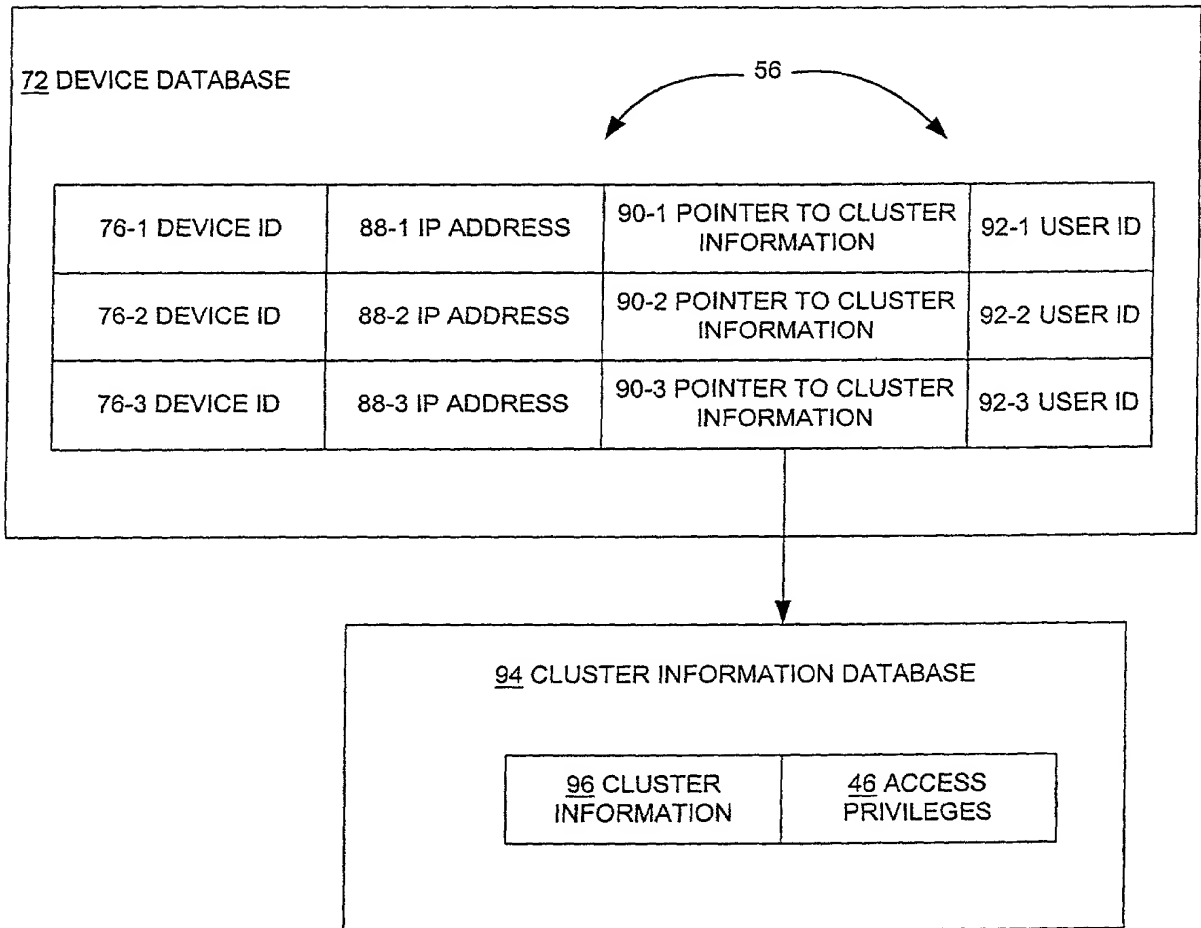 56
72 DEVICE DATABASE
76-1 DEVICE ID 88-1 IP ADDRESS 90-1 POINTER TO CLUSTER INFORMATION 92-1 USER ID
76-2 DEVICE ID 88-2 IP ADDRESS 90-2 POINTER TO CLUSTER INFORMATION 92-2 USER ID
76-3 DEVICE ID 88-3 IP ADDRESS 90-3 POINTER TO CLUSTER INFORMATION 92-3 USER ID
94 CLUSTER INFORMATION DATABASE
96 CLUSTER INFORMATION 46 ACCESS PRIVILEGES